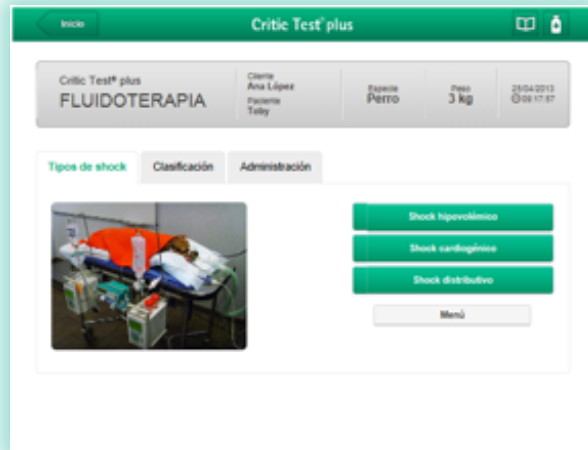 Inicio
Critic Test® plus
Critic Test® plus
FLUIDOTERAPIA
Cliente
Ana López
Paciente
Toby
Especie
Perro
Peso
3 kg
25/04/2013
09:17:57
Tipos de shock
Clasificación
Administración
Shock hipovolémico
Shock cardiogénico
Shock distributivo
Menú